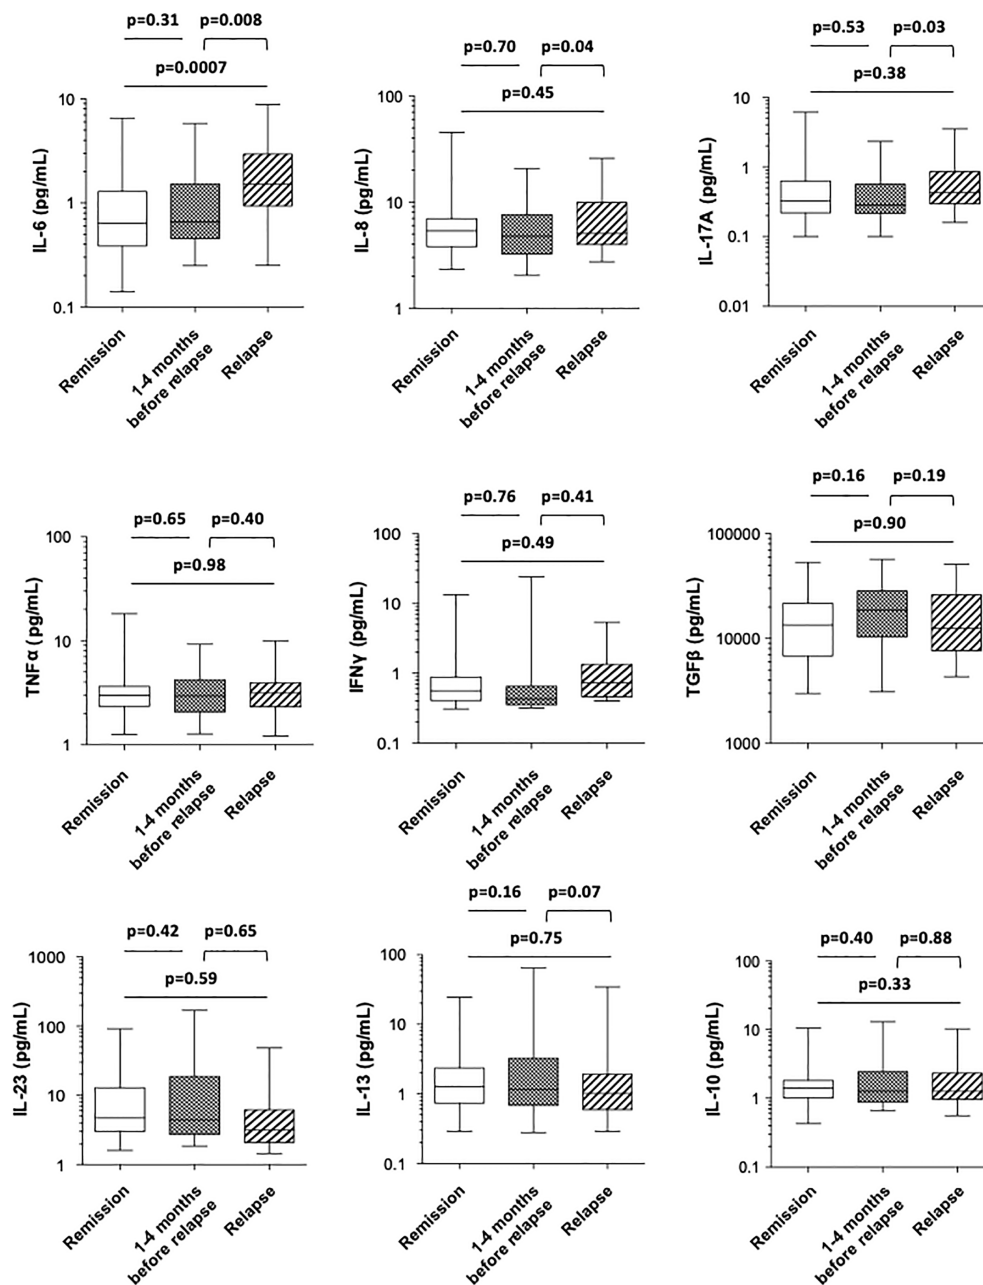 p=0.31 p=0.008
p=0.0007
IL-6 (pg/mL)
10
1
0.1
Remission
1-4 months
before relapse
Relapse
p=0.70 p=0.04
p=0.45
IL-8 (pg/mL)
100
10
1
Remission
1-4 months
before relapse
Relapse
p=0.53 p=0.03
p=0.38
IL-17A (pg/mL)
10
1
0.1
0.01
Remission
1-4 months
before relapse
Relapse
p=0.65 p=0.40
p=0.98
TNFα (pg/mL)
100
10
1
Remission
1-4 months
before relapse
Relapse
p=0.76 p=0.41
p=0.49
IFNγ (pg/mL)
100
10
1
0.1
Remission
1-4 months
before relapse
Relapse
p=0.16 p=0.19
p=0.90
TGFβ (pg/mL)
100000
10000
1000
Remission
1-4 months
before relapse
Relapse
p=0.42 p=0.65
p=0.59
IL-23 (pg/mL)
1000
100
10
1
Remission
1-4 months
before relapse
Relapse
p=0.16 p=0.07
p=0.75
IL-13 (pg/mL)
100
10
1
0.1
Remission
1-4 months
before relapse
Relapse
p=0.40 p=0.88
p=0.33
IL-10 (pg/mL)
100
10
1
0.1
Remission
1-4 months
before relapse
Relapse